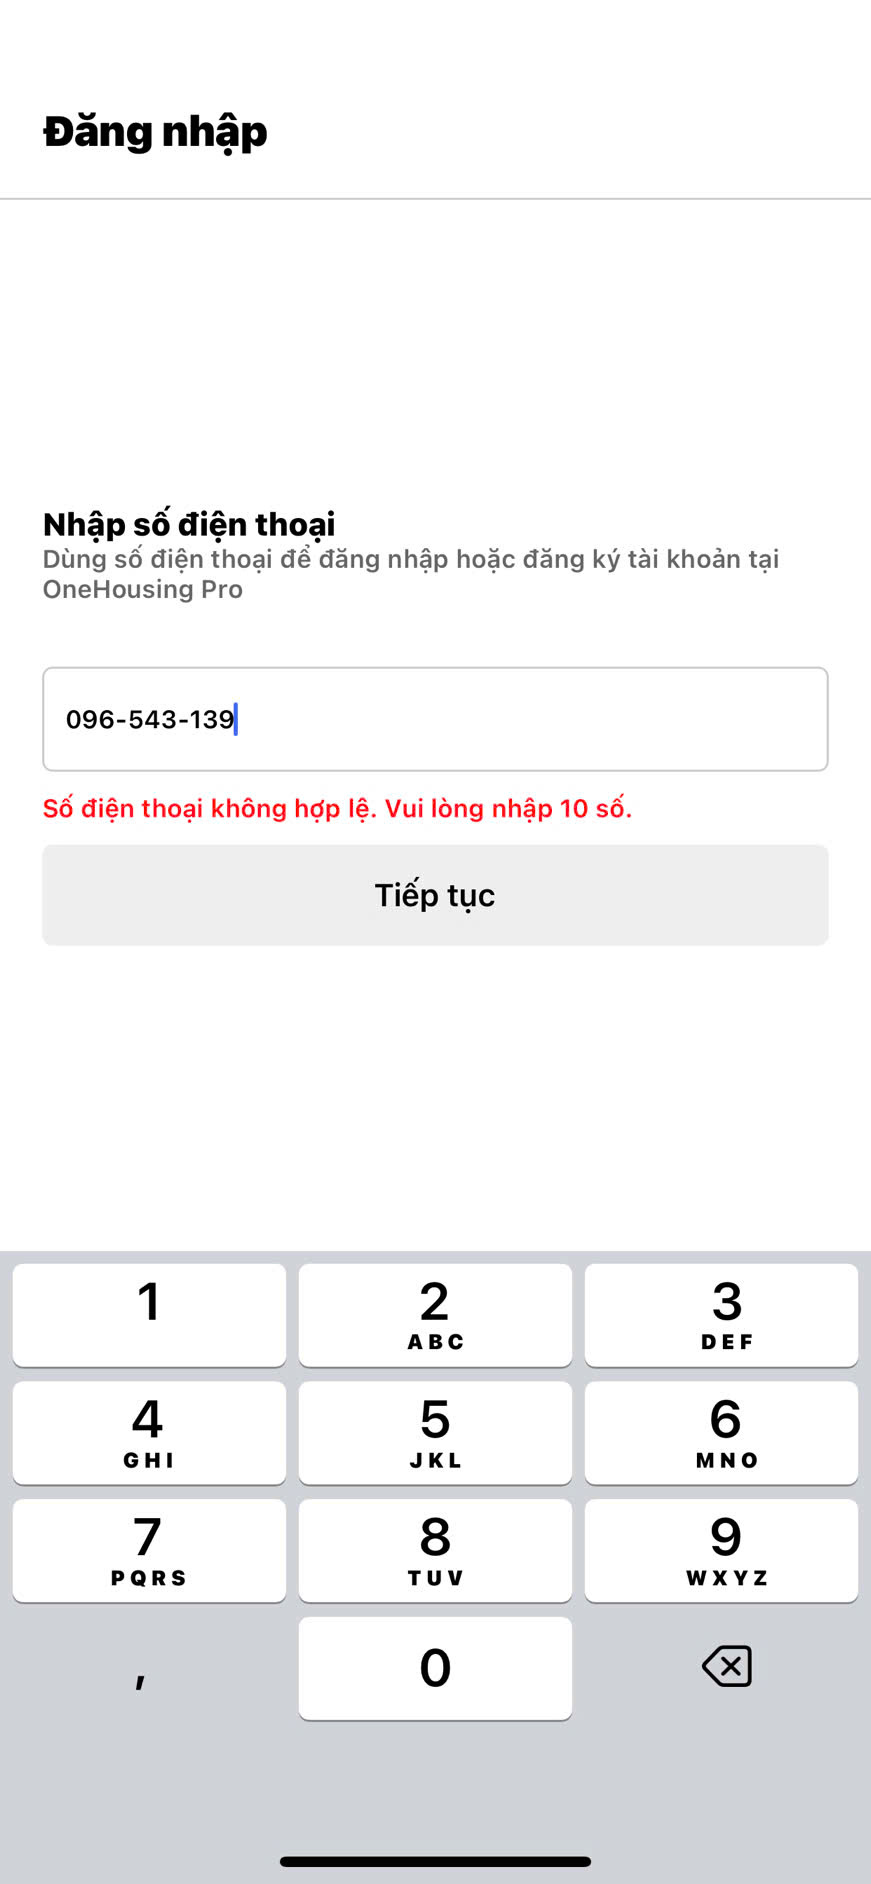 Đăng nhập
Nhập số điện thoại
Dùng số điện thoại để đăng nhập hoặc đăng ký tài khoản tại
OneHousing Pro
096-543-139
Số điện thoại không hợp lệ. Vui lòng nhập 10 số.
Tiếp tục
1 2 3
ABC DEF
4 5 6
GHI JKL MNO
7 8 9
PQRS TUV WXYZ
, 0